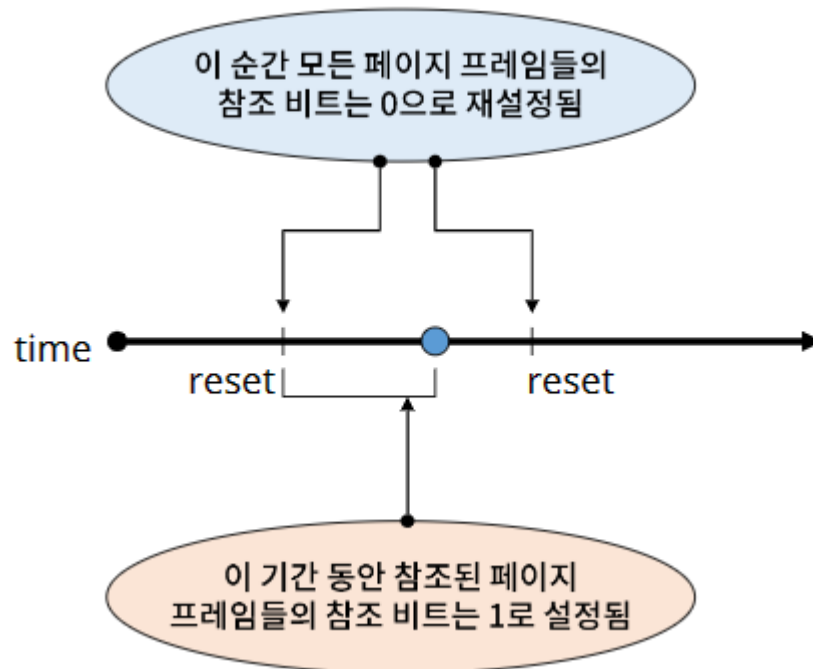 이 순간 모든 페이지 프레임들의
참조 비트는 0으로 재설정됨
time
reset
reset
이 기간 동안 참조된 페이지
프레임들의 참조 비트는 1로 설정됨